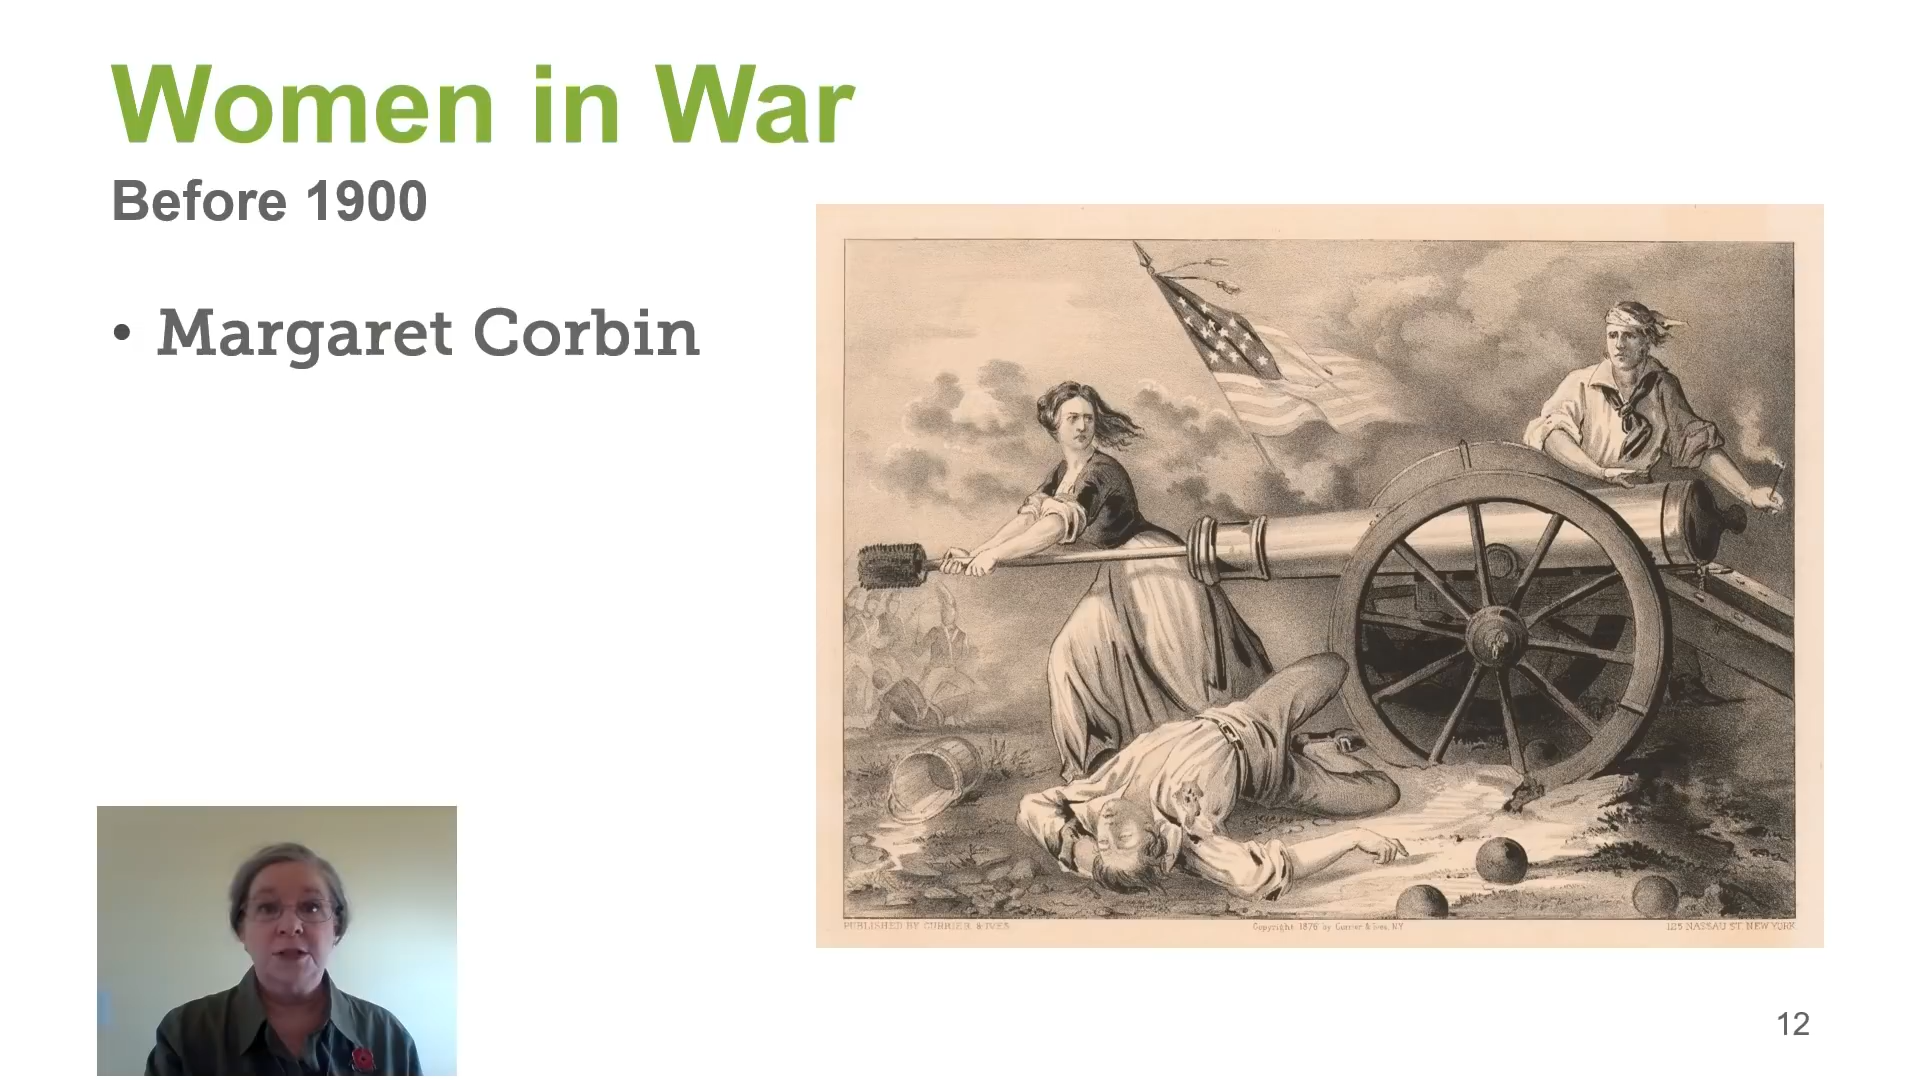 Women in War
Before 1900
• Margaret Corbin
PUBLISHED BY CURRIER & IVES
Copyright 1876 by Currier & Ives, NY
125 NASSAU ST. NEW YORK
12